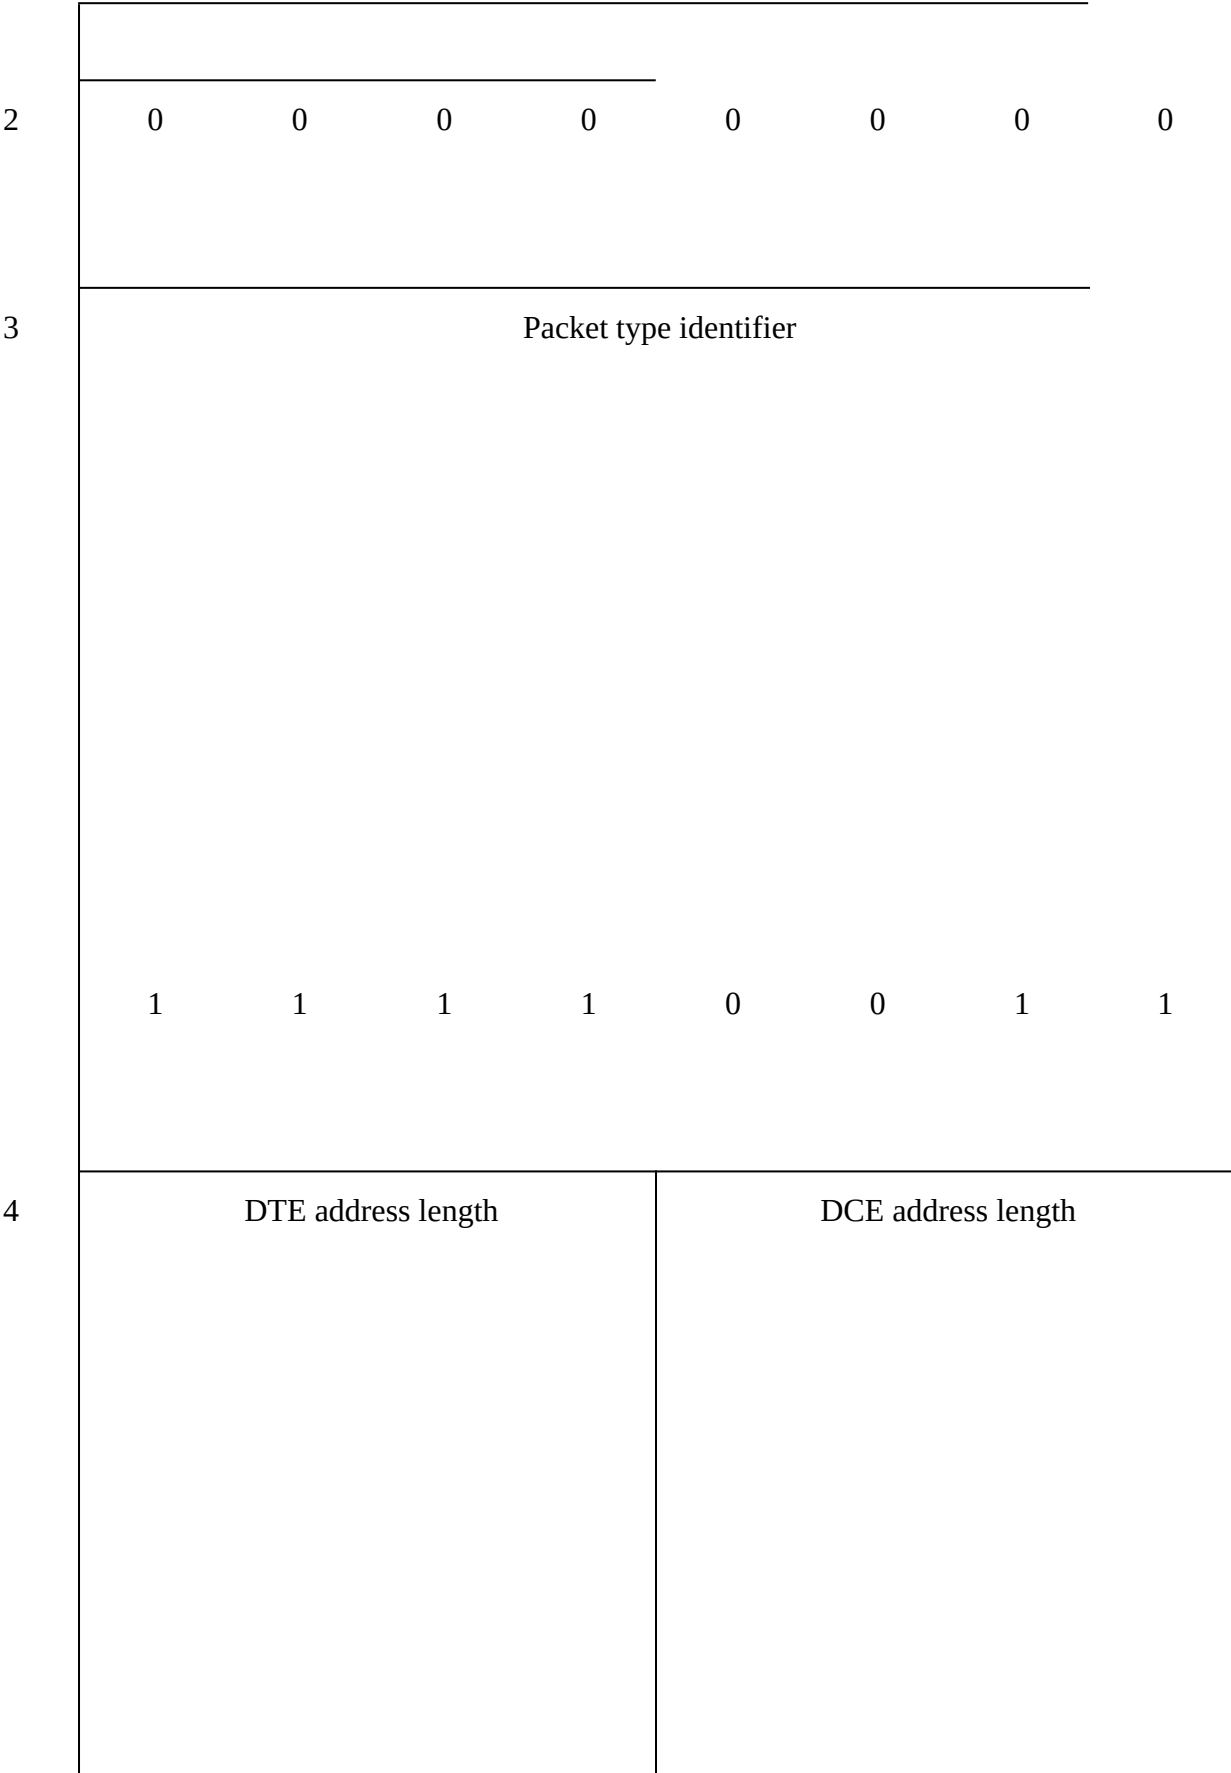 2 0 0 0 0 0 0 0 0
3 Packet type identifier
1 1 1 1 0 0 1 1
4 DTE address length DCE address length